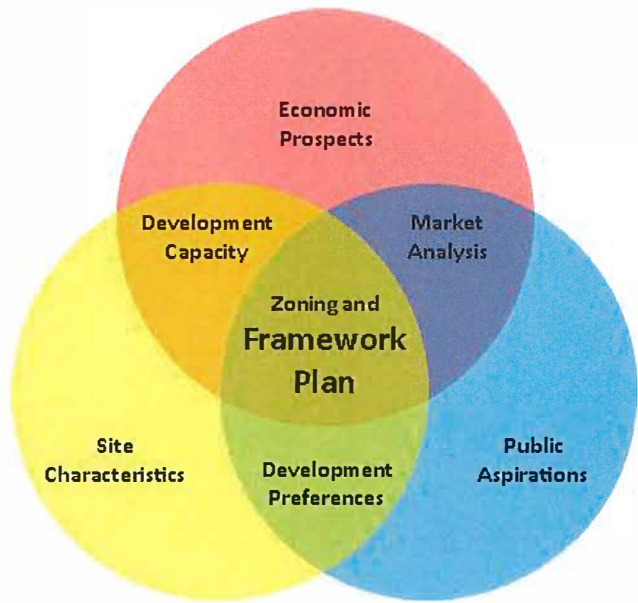 Economic
Prospects
Development
Capacity
Market
Analysis
Zoning and
Framework
Plan
Site
Characteristics
Development
Preferences
Public
Aspirations